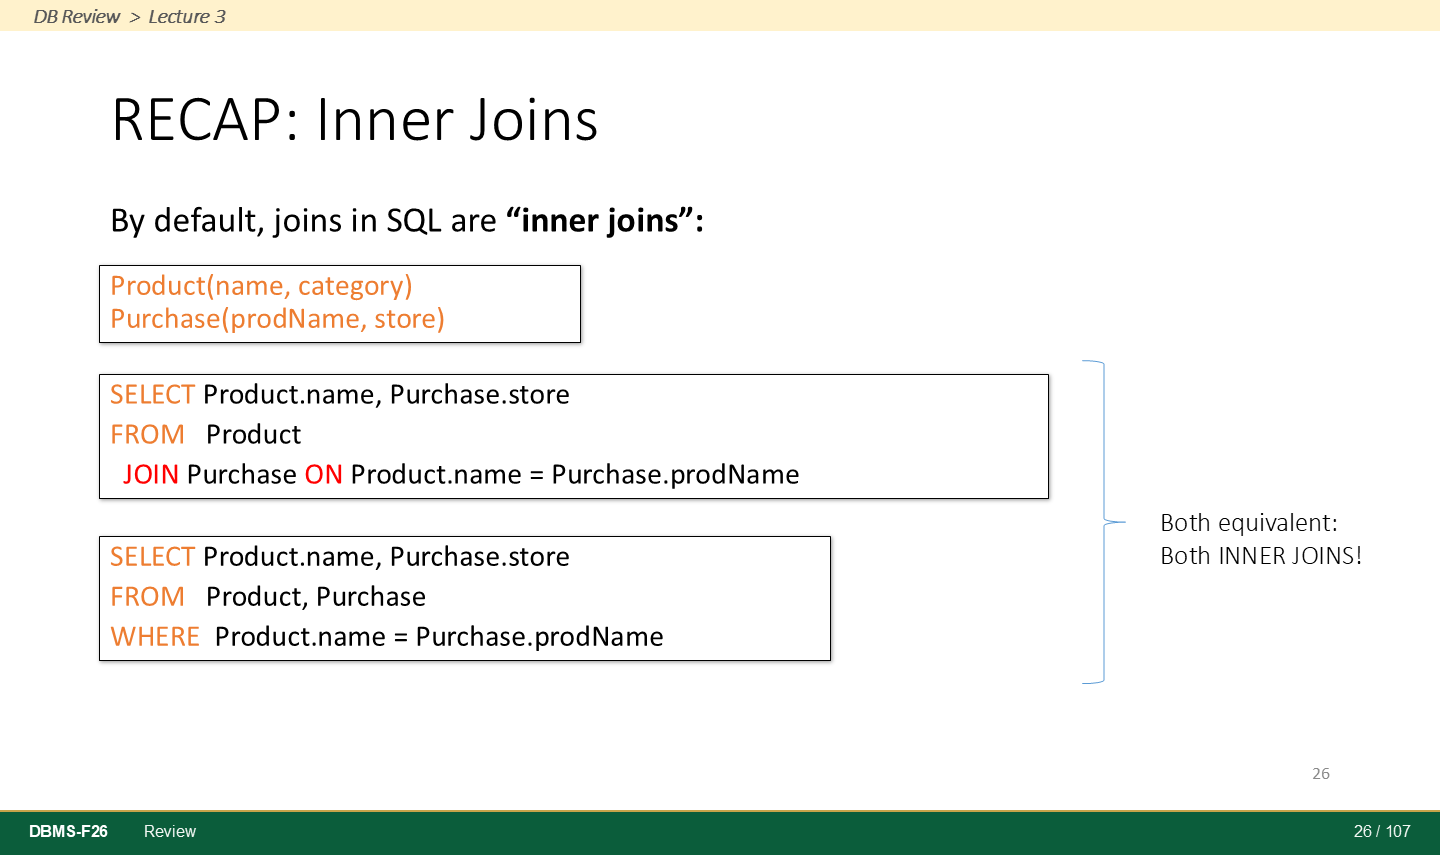 DB Review > Lecture 3
RECAP: Inner Joins
By default, joins in SQL are “inner joins”:
Product(name, category)
Purchase(prodName, store)
SELECT Product.name, Purchase.store
FROM Product
JOIN Purchase ON Product.name = Purchase.prodName
SELECT Product.name, Purchase.store
FROM Product, Purchase
WHERE Product.name = Purchase.prodName
Both equivalent:
Both INNER JOINS!
26
DBMS-F26 Review 26 / 107